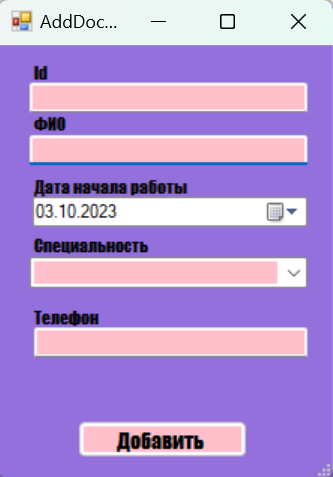 AddDoc...
Id
ФИО
Дата начала работы
03.10.2023
Специальность
Телефон
Добавить